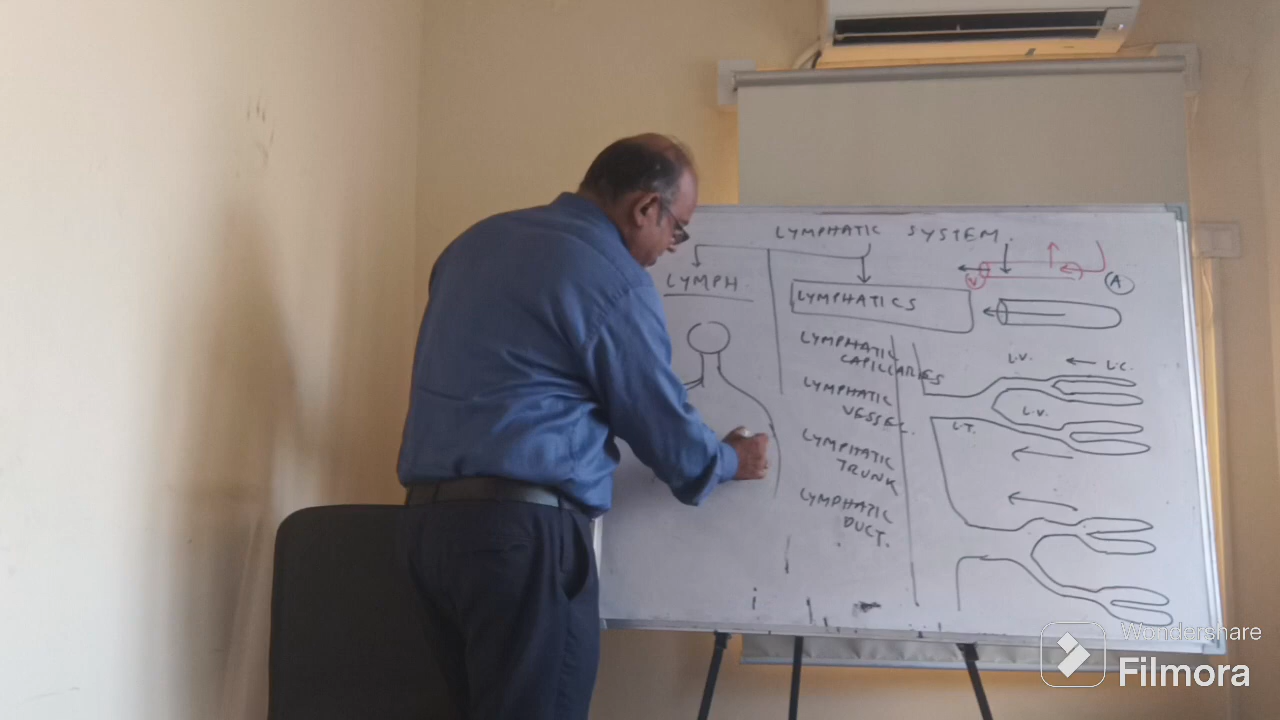 LYMPHATIC SYSTEM.
LYMPH
LYMPHATICS
V
A
LYMPHATIC
CAPILLARIES
LYMPHATIC
VESSEL.
LYMPHATIC
TRUNK
LYMPHATIC
DUCT.
L.V.
L.C.
L.V.
L.T.
Wondershare
Filmora